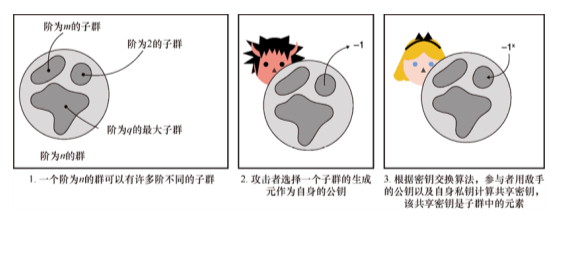 阶为m的子群
阶为2的子群
阶为q的最大子群
阶为n的群
1. 一个阶为n的群可以有许多阶不同的子群
-1
2. 攻击者选择一个子群的生成
元作为自身的公钥
-1ˣ
3. 根据密钥交换算法，参与者用敌手
的公钥以及自身私钥计算共享密钥，
该共享密钥是子群中的元素